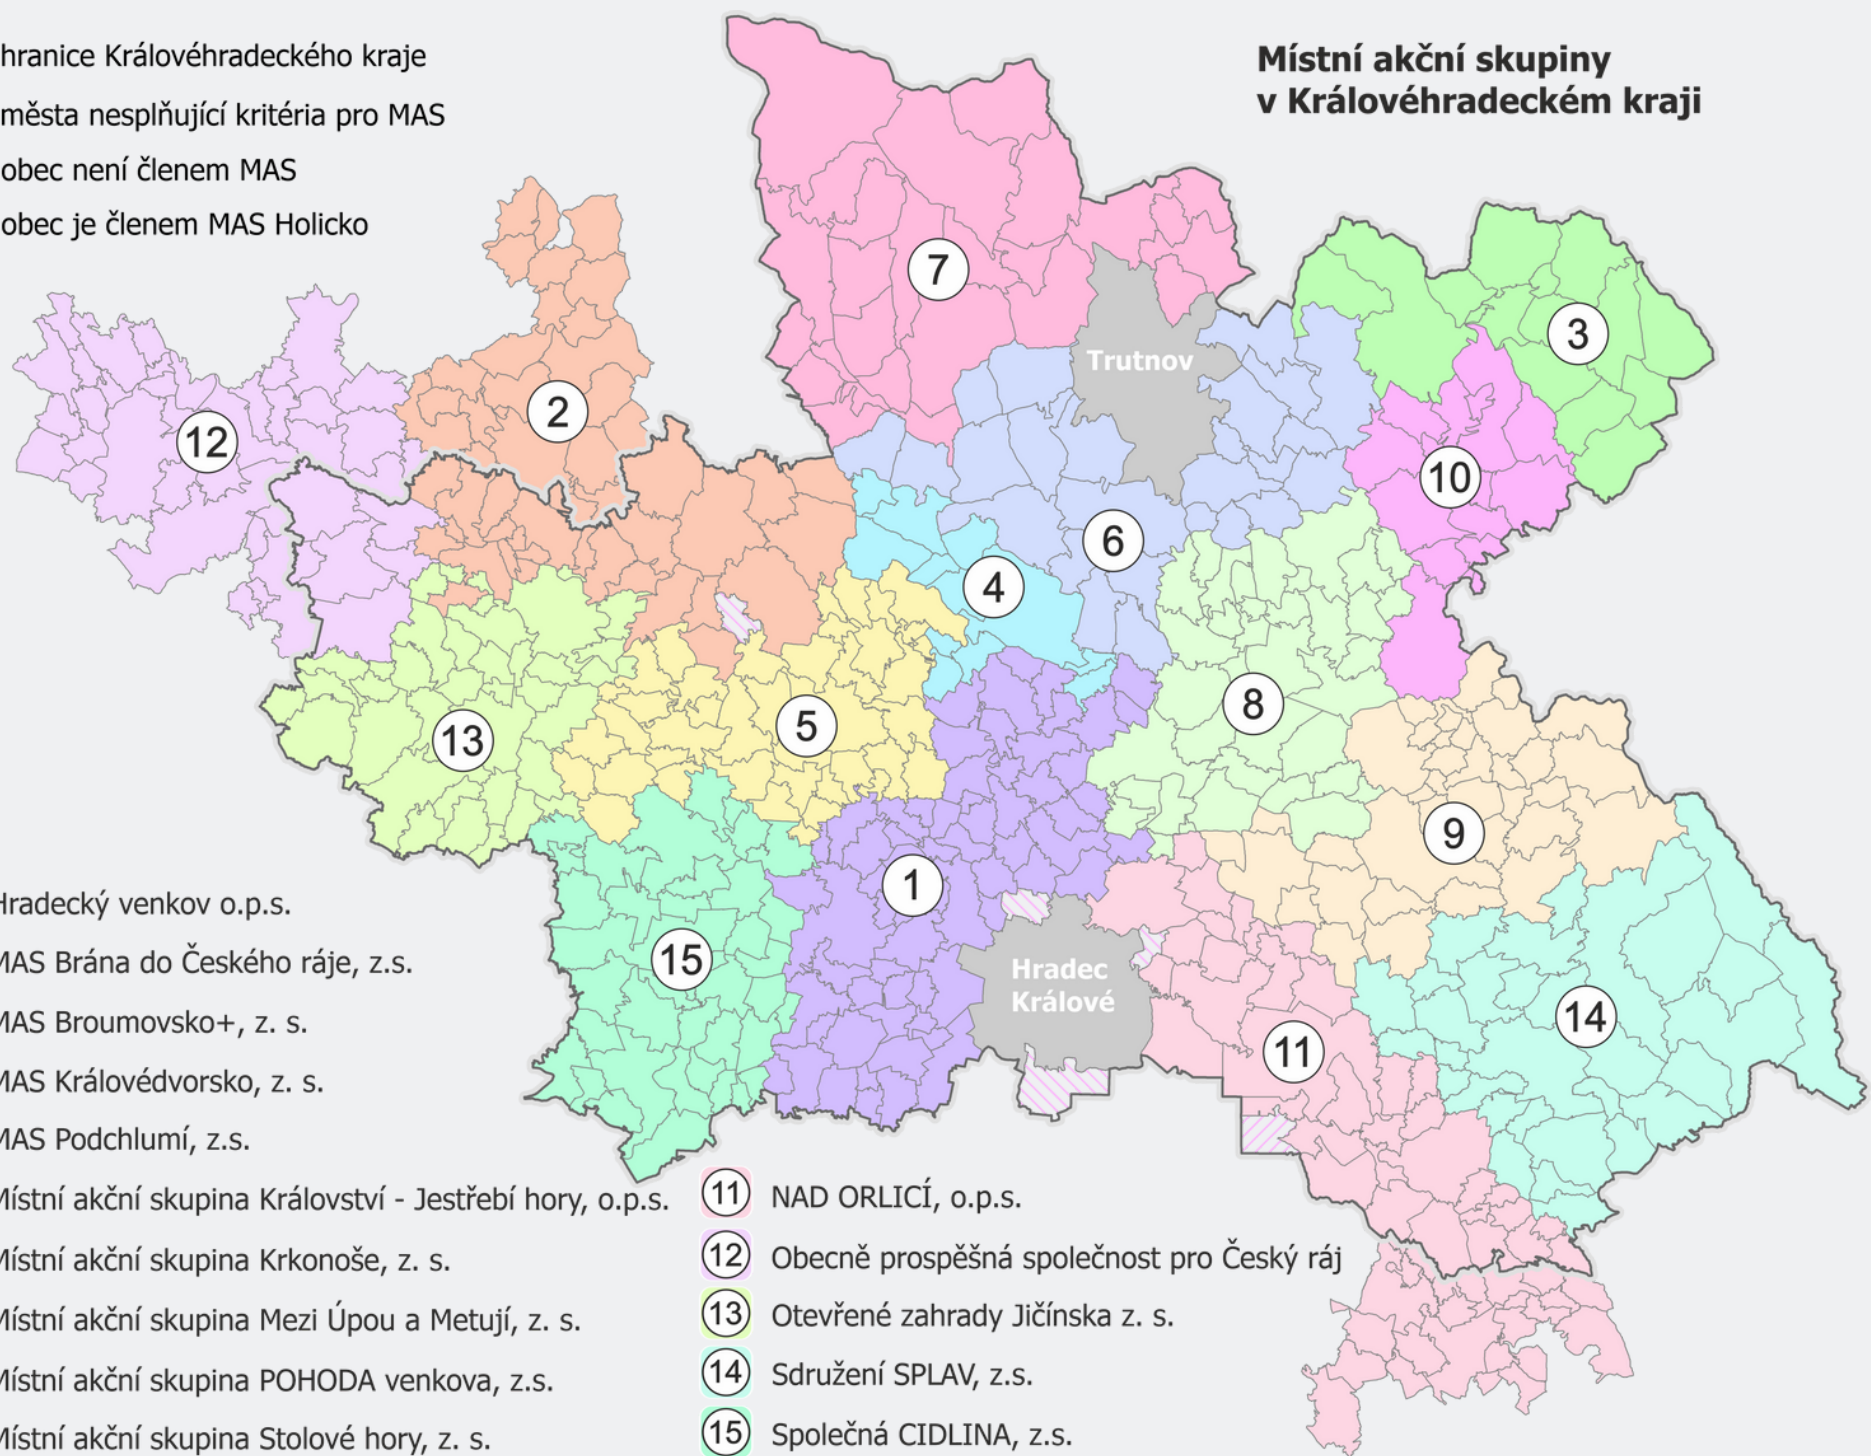 hranice Královéhradeckého kraje
města nesplňující kritéria pro MAS
obec není členem MAS
obec je členem MAS Holicko
Místní akční skupiny
v Královéhradeckém kraji
7
3
Trutnov
2
12
10
6
4
8
5
13
9
1
15
Hradec
Králové
14
11
Hradecký venkov o.p.s.
MAS Brána do Českého ráje, z.s.
MAS Broumovsko+, z. s.
MAS Královédvorsko, z. s.
MAS Podchlumí, z.s.
Místní akční skupina Království - Jestřebí hory, o.p.s.
Místní akční skupina Krkonoše, z. s.
Místní akční skupina Mezi Úpou a Metují, z. s.
Místní akční skupina POHODA venkova, z.s.
Místní akční skupina Stolové hory, z. s.
11 NAD ORLICÍ, o.p.s.
12 Obecně prospěšná společnost pro Český ráj
13 Otevřené zahrady Jičínska z. s.
14 Sdružení SPLAV, z.s.
15 Společná CIDLINA, z.s.